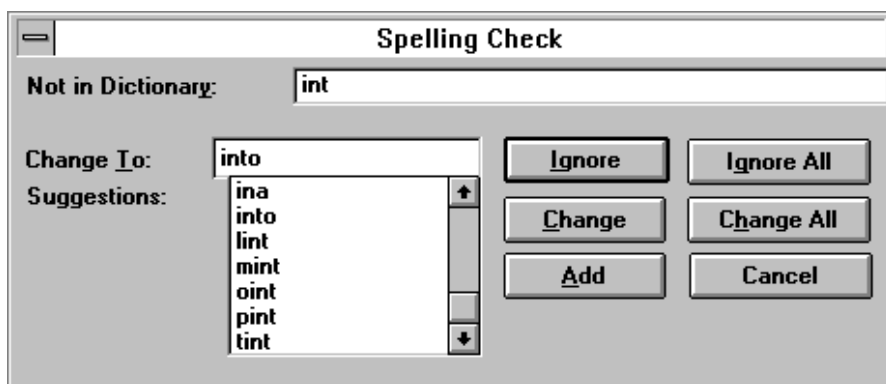 Spelling Check
Not in Dictionary: int
Change To: into Ignore Ignore All
Suggestions:
ina
into
lint
mint
oint
pint
tint
Change Change All
Add Cancel